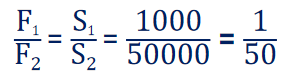 F₁/F₂ = S₁/S₂ = 1000/50000 = 1/50